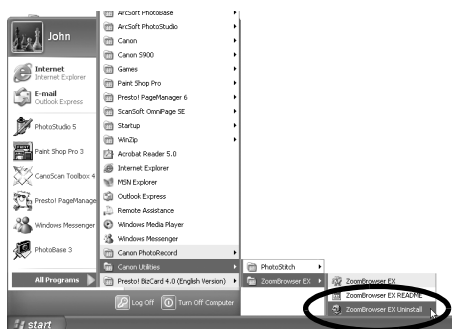 John
Internet
Internet Explorer
E-mail
Outlook Express
PhotoStudio 5
Paint Shop Pro 3
CanoScan Toolbox 4
Presto! PageManage
Windows Messenger
PhotoBase 3
All Programs
ArcSoft PhotoBase
ArcSoft PhotoStudio
Canon
Canon S900
Games
Paint Shop Pro
Presto! PageManager 6
ScanSoft OmniPage SE
Startup
WinZip
Acrobat Reader 5.0
Internet Explorer
MSN Explorer
Outlook Express
Remote Assistance
Windows Media Player
Windows Messenger
Canon PhotoRecord
Canon Utilities
Presto! BizCard 4.0 (English Version)
PhotoStitch
ZoomBrowser EX
ZoomBrowser EX
ZoomBrowser EX README
ZoomBrowser EX Uninstall
Log Off
Turn Off Computer
start